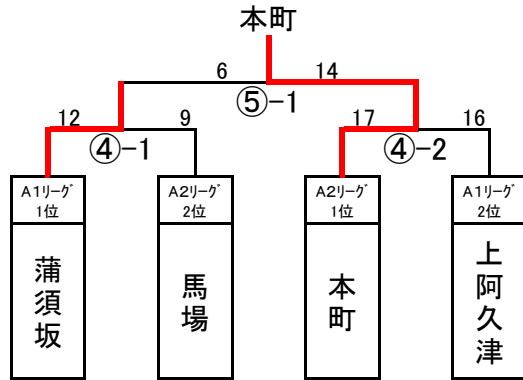 本町
6 14
⑤-1
12 9 17 16
④-1 ④-2
A1リーグ A2リーグ A2リーグ A1リーグ
1位 2位 1位 2位
蒲須坂
馬場
本町
上阿久津